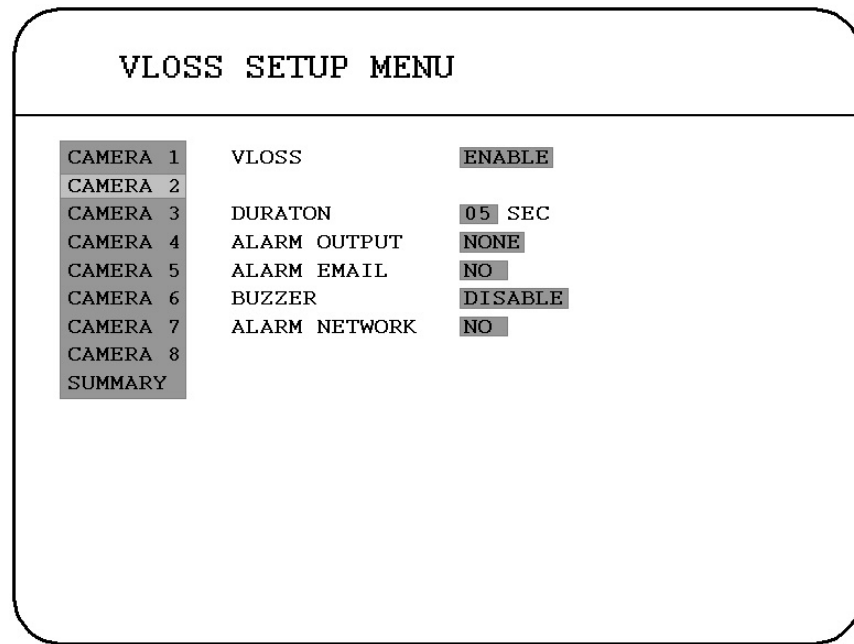 VLOSS SETUP MENU
CAMERA 1 VLOSS ENABLE
CAMERA 2
CAMERA 3 DURATON 05 SEC
CAMERA 4 ALARM OUTPUT NONE
CAMERA 5 ALARM EMAIL NO
CAMERA 6 BUZZER DISABLE
CAMERA 7 ALARM NETWORK NO
CAMERA 8
SUMMARY